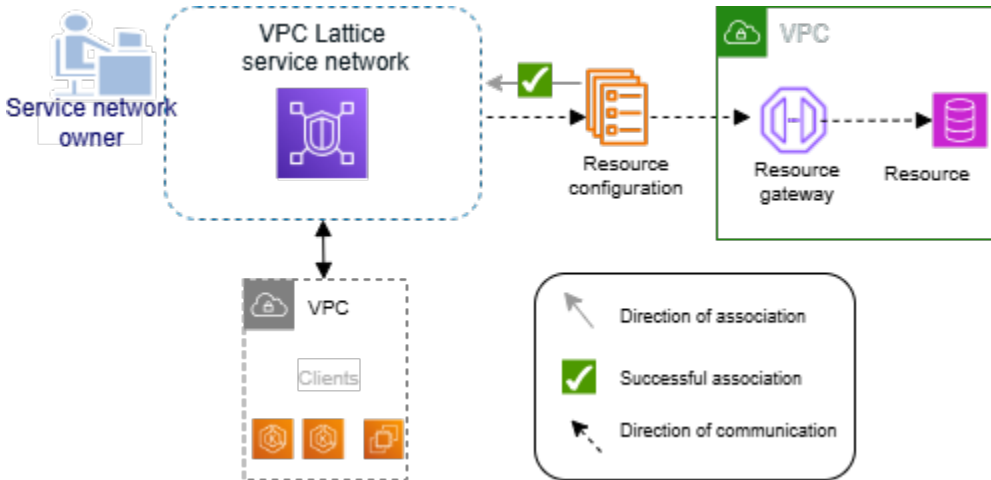 VPC Lattice
service network
Service network
owner
Resource
configuration
VPC
Resource
gateway
Resource
VPC
Clients
Direction of association
Successful association
Direction of communication